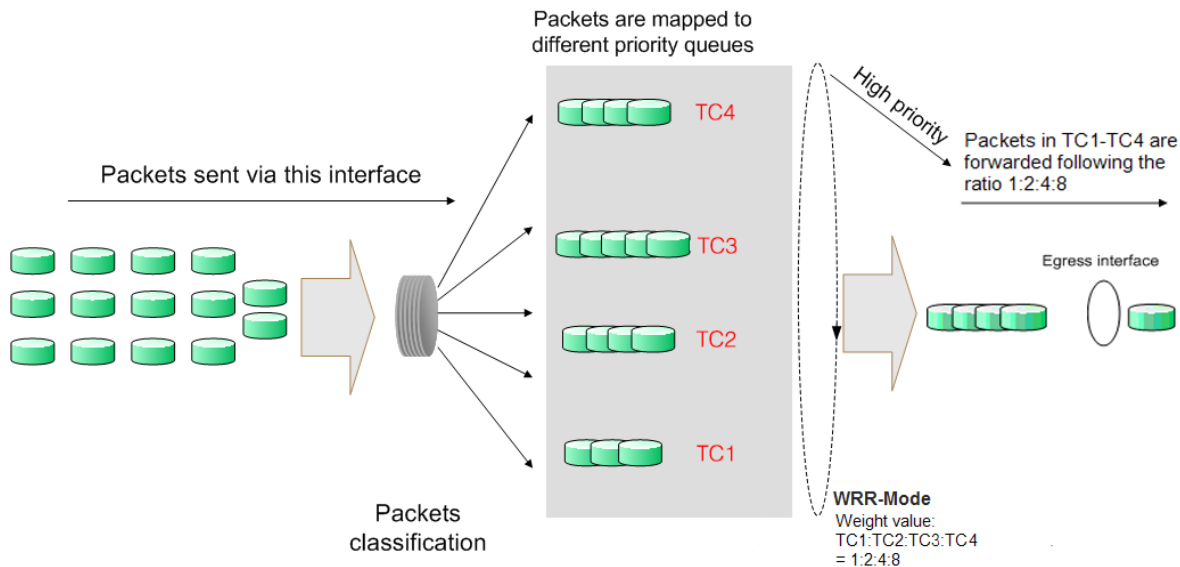 Packets are mapped to
different priority queues
Packets sent via this interface
TC4
TC3
TC2
TC1
Packets
classification
High priority
Packets in TC1-TC4 are
forwarded following the
ratio 1:2:4:8
Egress interface
WRR-Mode
Weight value:
TC1:TC2:TC3:TC4
= 1:2:4:8